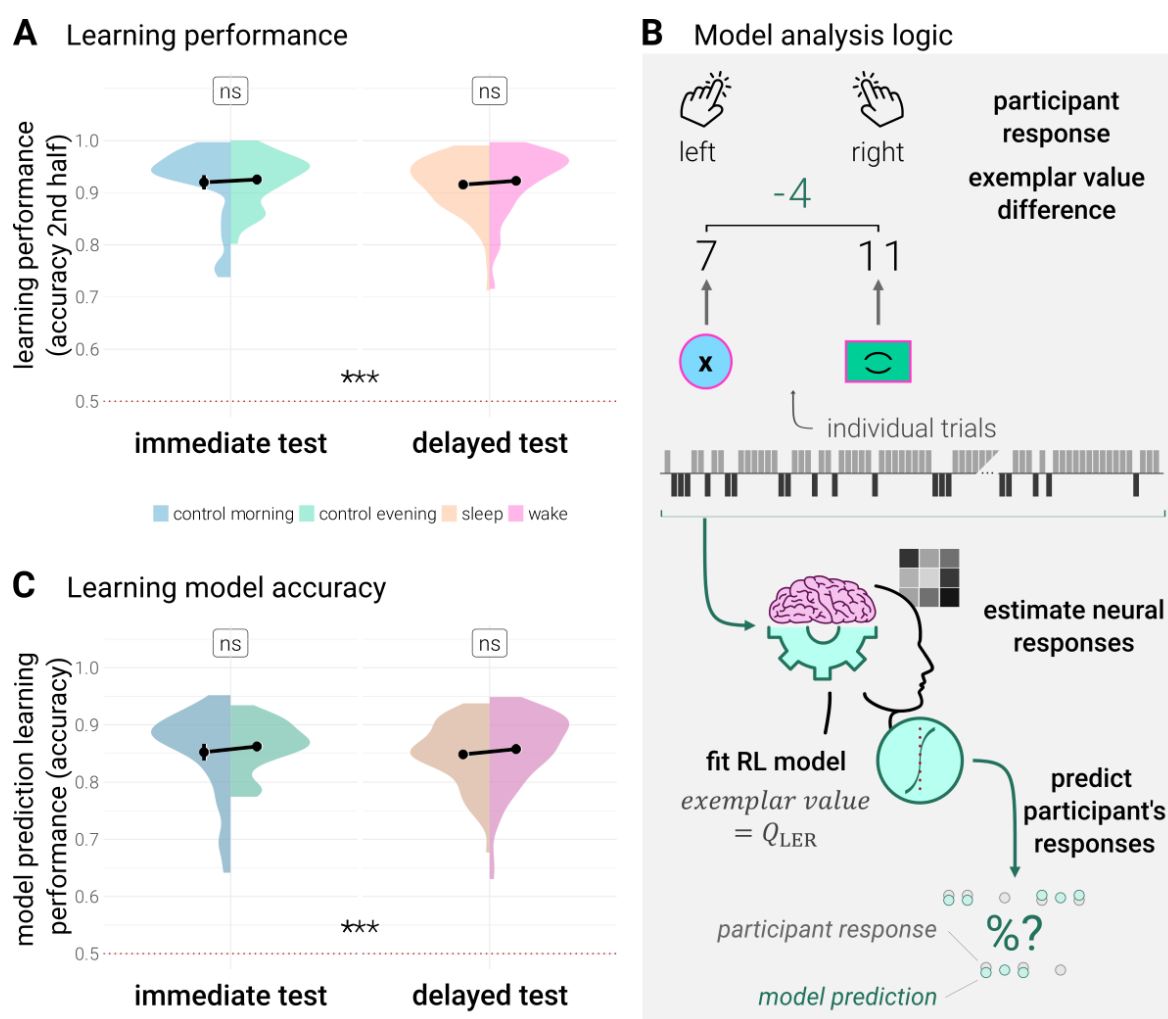 A Learning performance
ns
ns
learning performance
(accuracy 2nd half)
1.0
0.9
0.8
0.7
0.6
0.5
***
immediate test
delayed test
control morning
control evening
sleep
wake
C Learning model accuracy
ns
ns
model prediction learning
performance (accuracy)
1.0
0.9
0.8
0.7
0.6
0.5
***
immediate test
delayed test
B Model analysis logic
left
right
participant
response
exemplar value
difference
-4
7
11
x
individual trials
...
estimate neural
responses
fit RL model
exemplar value
= QLER
predict
participant's
responses
%?
participant response
model prediction